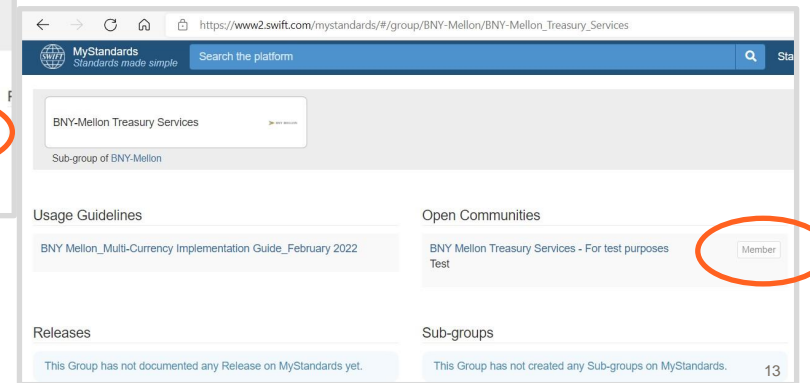 https://www2.swift.com/mystandards/#/group/BNY-Mellon/BNY-Mellon_Treasury_Services
SWIFT
MyStandards
Standards made simple
Search the platform
Sta
BNY-Mellon Treasury Services
BNY MELLON
Sub-group of BNY-Mellon
Usage Guidelines
BNY Mellon_Multi-Currency Implementation Guide_February 2022
Open Communities
BNY Mellon Treasury Services - For test purposes
Test
Member
Releases
This Group has not documented any Release on MyStandards yet.
Sub-groups
This Group has not created any Sub-groups on MyStandards.
13